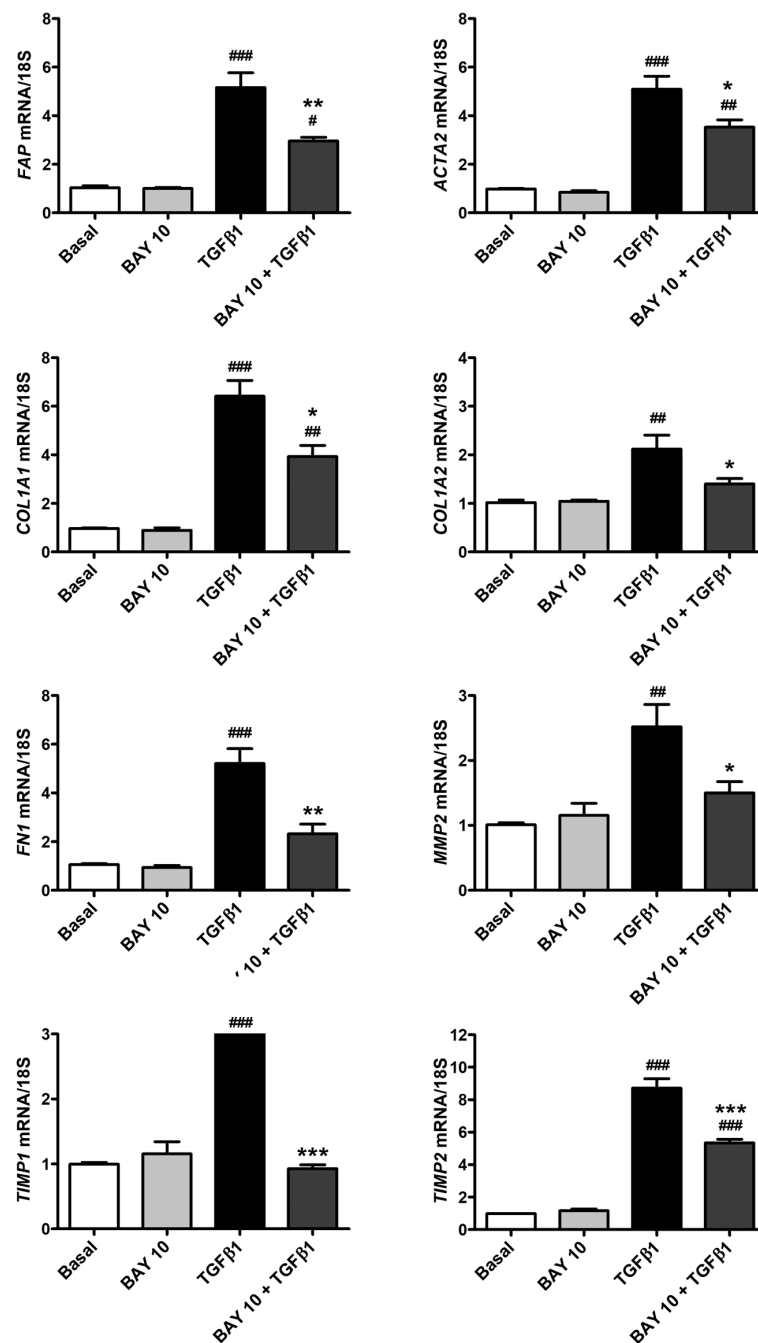 FAP mRNA/18S
8
6
4
2
0
###
**
#
Basal
BAY 10
TGFβ1
BAY 10 + TGFβ1
ACTA2 mRNA/18S
8
6
4
2
0
###
*
##
Basal
BAY 10
TGFβ1
BAY 10 + TGFβ1
COL1A1 mRNA/18S
8
6
4
2
0
###
*
##
Basal
BAY 10
TGFβ1
BAY 10 + TGFβ1
COL1A2 mRNA/18S
4
3
2
1
0
##
*
Basal
BAY 10
TGFβ1
BAY 10 + TGFβ1
FN1 mRNA/18S
8
6
4
2
0
###
**
Basal
BAY 10
TGFβ1
Y 10 + TGFβ1
MMP2 mRNA/18S
3
2
1
0
##
*
Basal
BAY 10
TGFβ1
BAY 10 + TGFβ1
TIMP1 mRNA/18S
3
2
1
0
###
***
Basal
BAY 10
TGFβ1
BAY 10 + TGFβ1
TIMP2 mRNA/18S
12
10
8
6
4
2
0
###
***
###
Basal
BAY 10
TGFβ1
BAY 10 + TGFβ1